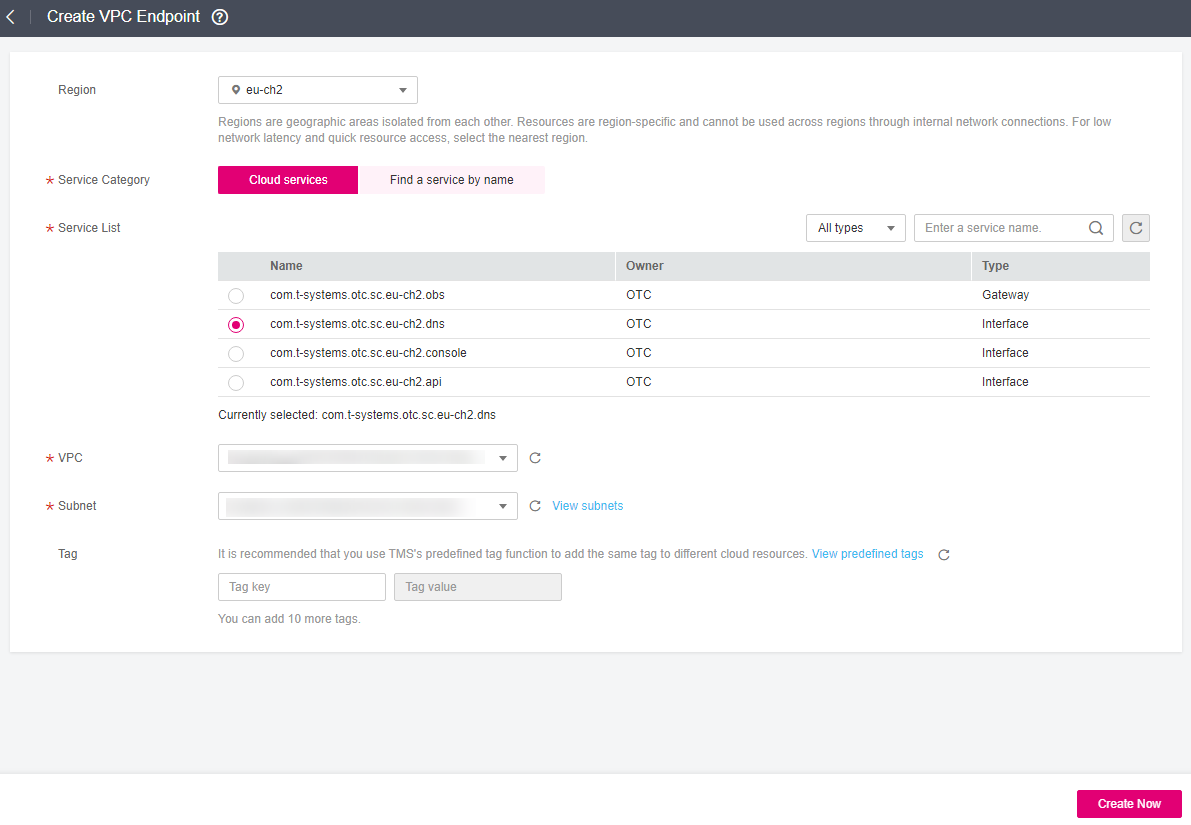 Create VPC Endpoint ?
Region
eu-ch2
Regions are geographic areas isolated from each other. Resources are region-specific and cannot be used across regions through internal network connections. For low
network latency and quick resource access, select the nearest region.
* Service Category
Cloud services
Find a service by name
* Service List
All types
Enter a service name.
Name Owner Type
com.t-systems.otc.sc.eu-ch2.obs OTC Gateway
com.t-systems.otc.sc.eu-ch2.dns OTC Interface
com.t-systems.otc.sc.eu-ch2.console OTC Interface
com.t-systems.otc.sc.eu-ch2.api OTC Interface
Currently selected: com.t-systems.otc.sc.eu-ch2.dns
* VPC
* Subnet
View subnets
Tag
It is recommended that you use TMS's predefined tag function to add the same tag to different cloud resources. View predefined tags
Tag key
Tag value
You can add 10 more tags.
Create Now